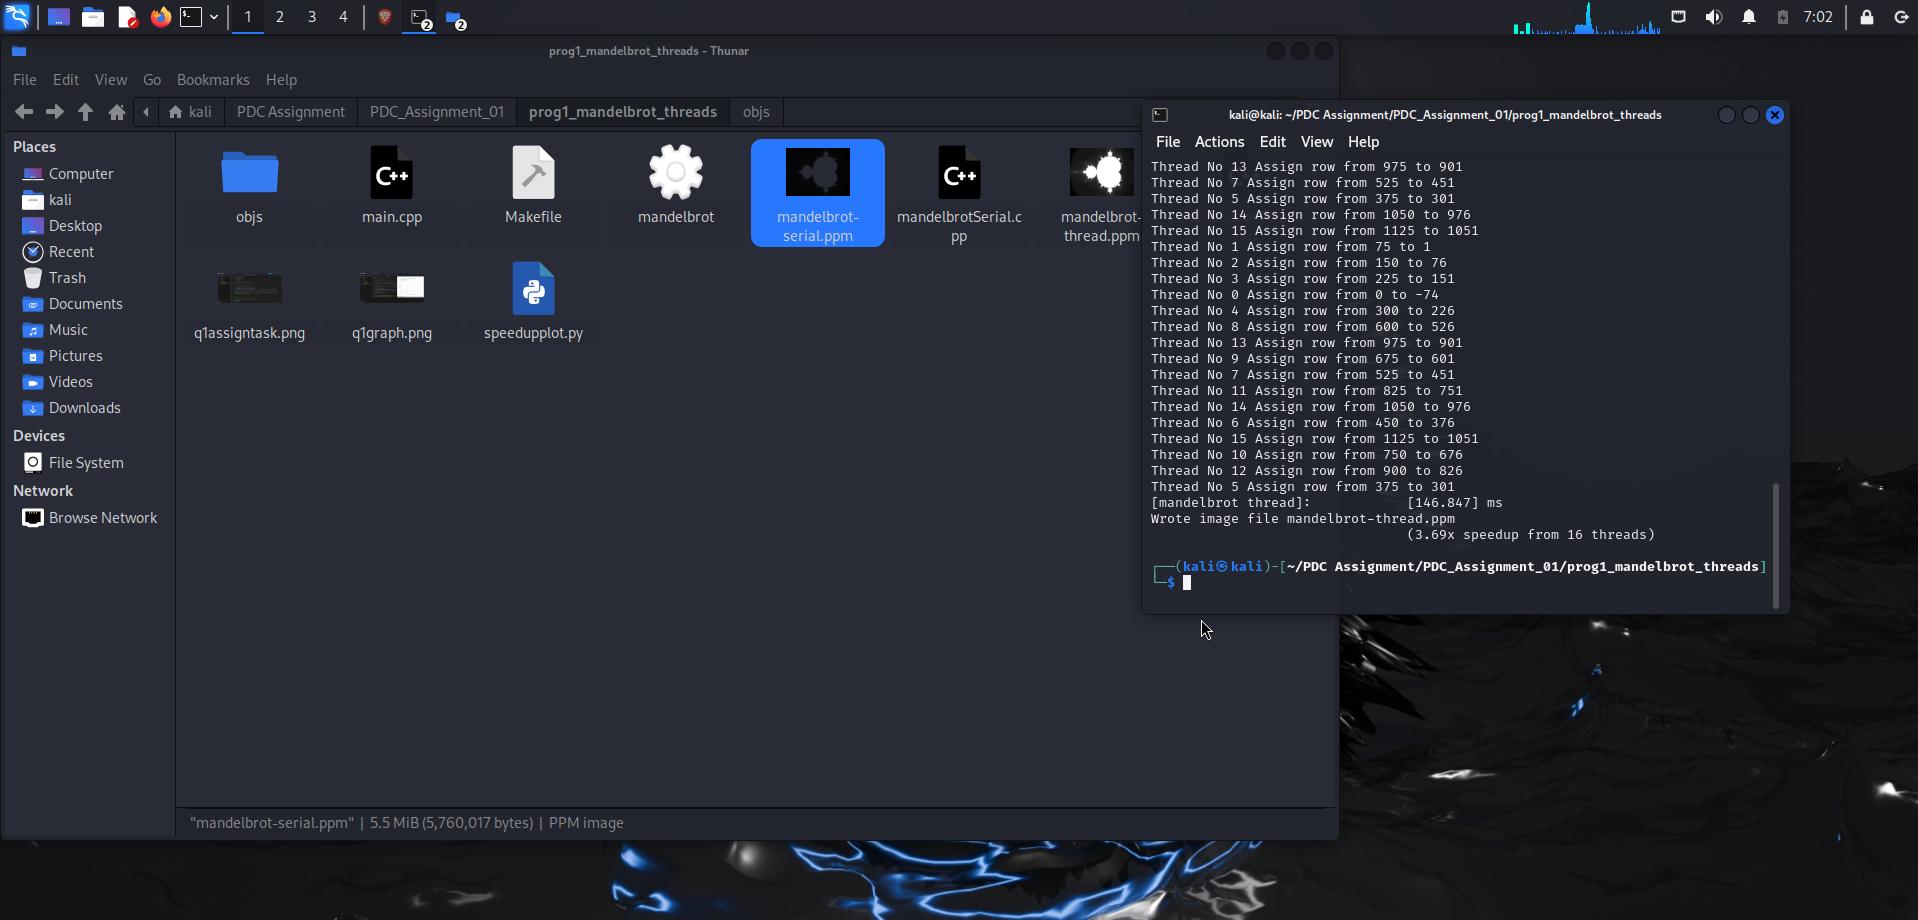 1
2
3
4
2
2
7:02
prog1_mandelbrot_threads - Thunar
File Edit View Go Bookmarks Help
kali
PDC Assignment
PDC_Assignment_01
prog1_mandelbrot_threads
objs
Places
Computer
kali
Desktop
Recent
Trash
Documents
Music
Pictures
Videos
Downloads
Devices
File System
Network
Browse Network
objs
C++
main.cpp
Makefile
mandelbrot
mandelbrot-
serial.ppm
C++
mandelbrotSerial.c
pp
mandelbrot-
thread.ppm
q1assigntask.png
q1graph.png
speedupplot.py
"mandelbrot-serial.ppm" | 5.5 MiB (5,760,017 bytes) | PPM image
kali@kali: ~/PDC Assignment/PDC_Assignment_01/prog1_mandelbrot_threads
File Actions Edit View Help
Thread No 13 Assign row from 975 to 901
Thread No 7 Assign row from 525 to 451
Thread No 5 Assign row from 375 to 301
Thread No 14 Assign row from 1050 to 976
Thread No 15 Assign row from 1125 to 1051
Thread No 1 Assign row from 75 to 1
Thread No 2 Assign row from 150 to 76
Thread No 3 Assign row from 225 to 151
Thread No 0 Assign row from 0 to -74
Thread No 4 Assign row from 300 to 226
Thread No 8 Assign row from 600 to 526
Thread No 13 Assign row from 975 to 901
Thread No 9 Assign row from 675 to 601
Thread No 7 Assign row from 525 to 451
Thread No 11 Assign row from 825 to 751
Thread No 14 Assign row from 1050 to 976
Thread No 6 Assign row from 450 to 376
Thread No 15 Assign row from 1125 to 1051
Thread No 10 Assign row from 750 to 676
Thread No 12 Assign row from 900 to 826
Thread No 5 Assign row from 375 to 301
[mandelbrot thread]: [146.847] ms
Wrote image file mandelbrot-thread.ppm
(3.69x speedup from 16 threads)
┌──(kali㉿kali)-[~/PDC Assignment/PDC_Assignment_01/prog1_mandelbrot_threads]
└─$